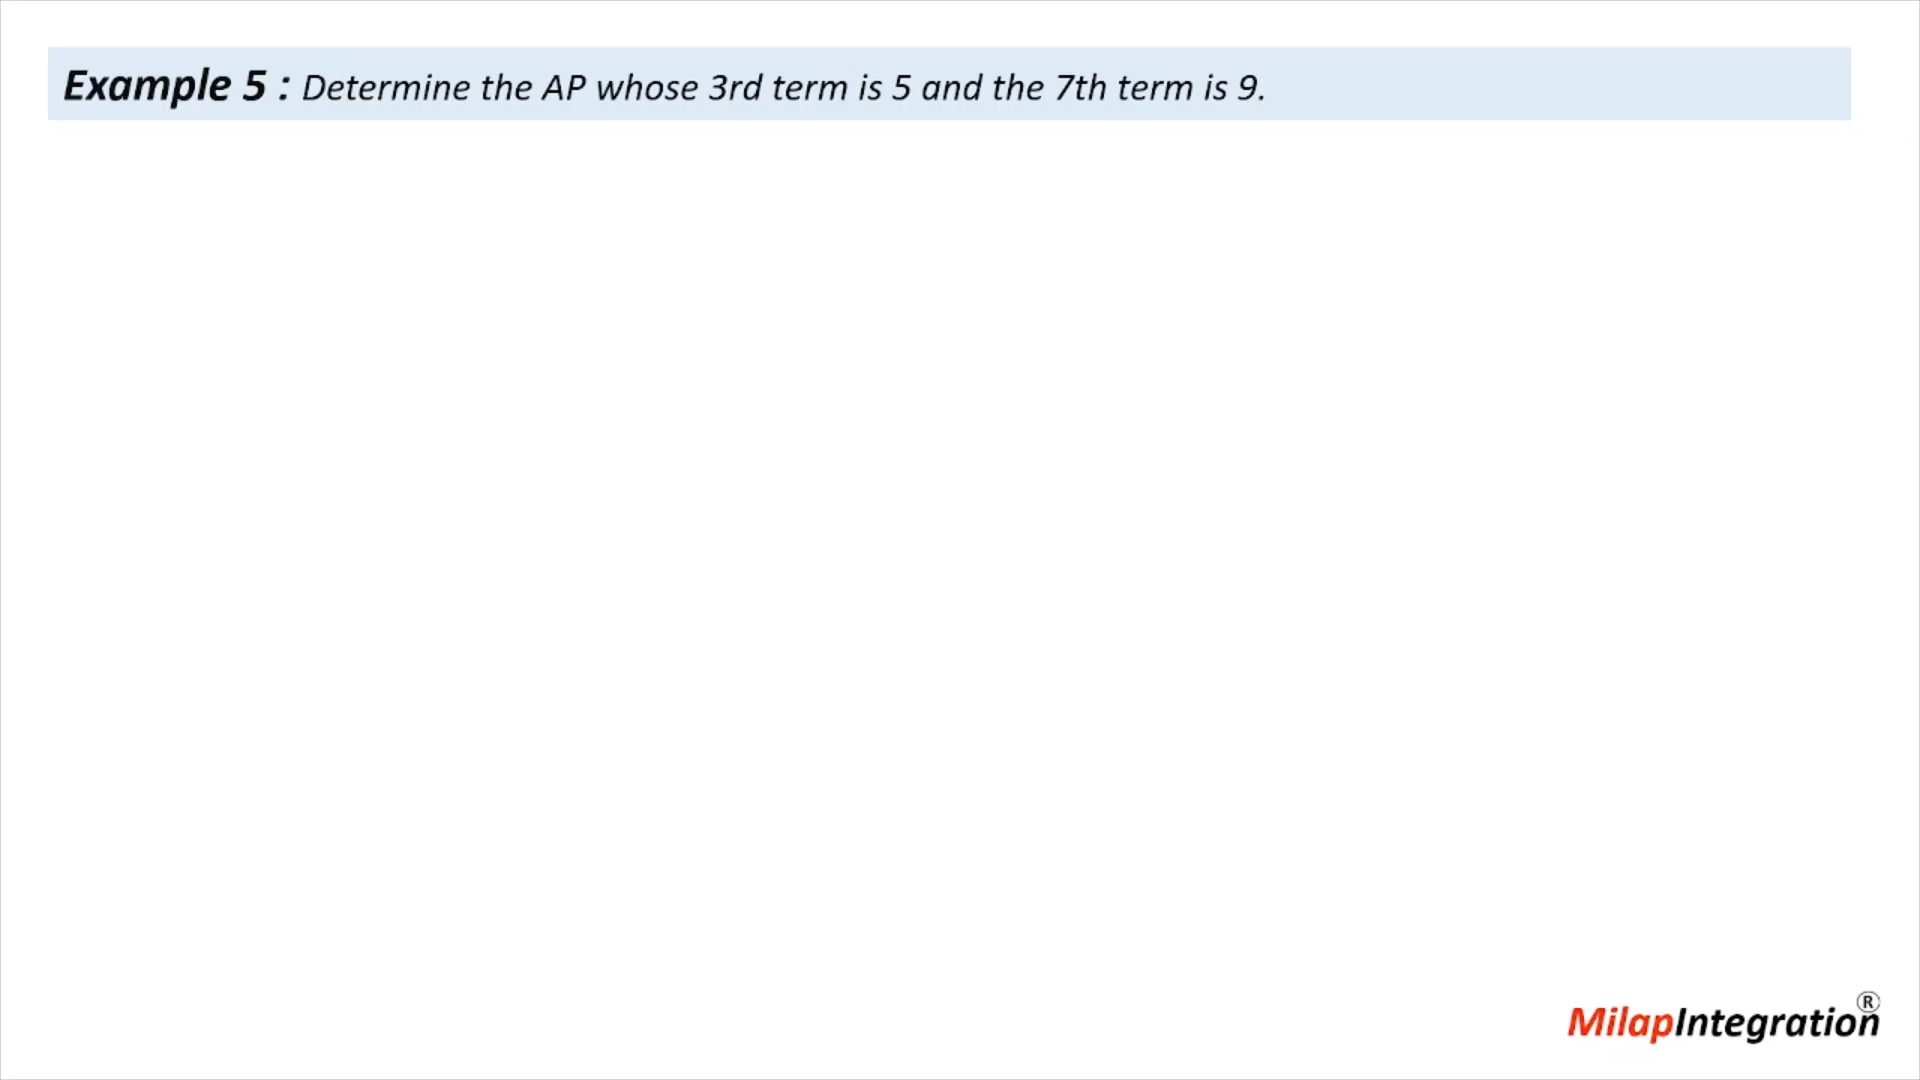 Example 5 : Determine the AP whose 3rd term is 5 and the 7th term is 9.
MilapIntegration®